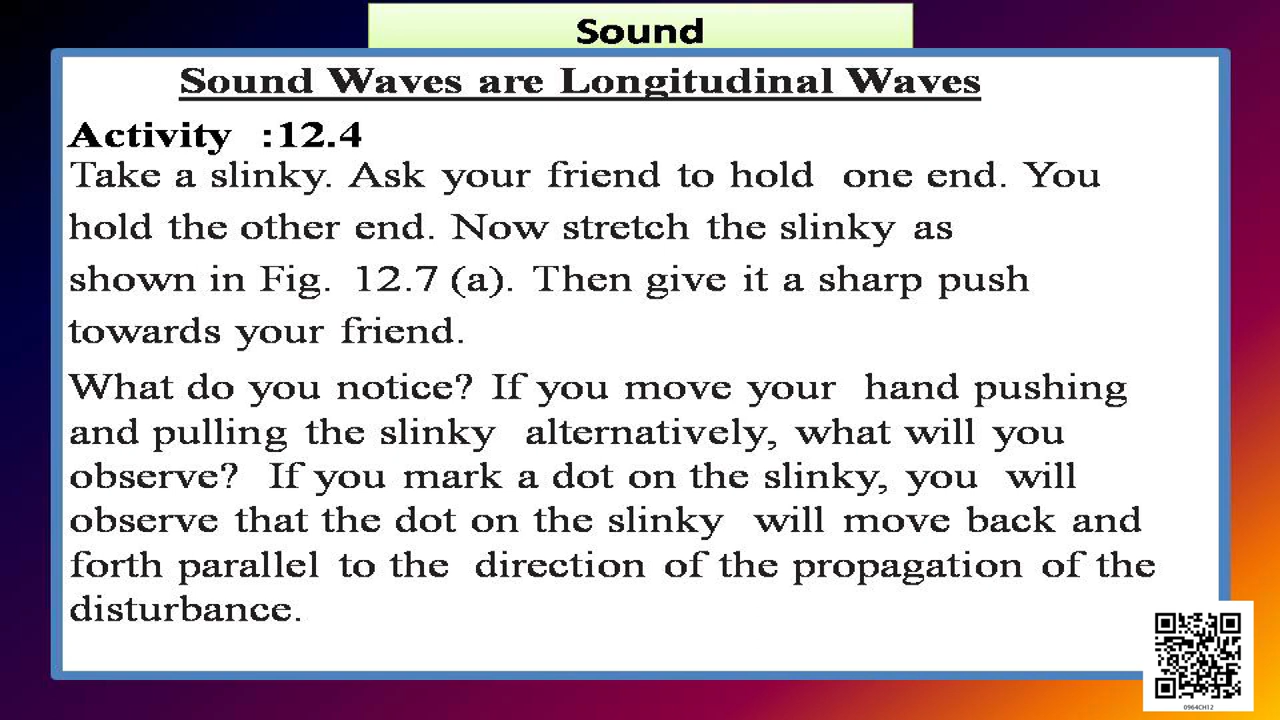 Sound
Sound Waves are Longitudinal Waves
Activity :12.4
Take a slinky. Ask your friend to hold one end. You
hold the other end. Now stretch the slinky as
shown in Fig. 12.7 (a). Then give it a sharp push
towards your friend.
What do you notice? If you move your hand pushing
and pulling the slinky alternatively, what will you
observe? If you mark a dot on the slinky, you will
observe that the dot on the slinky will move back and
forth parallel to the direction of the propagation of the
disturbance.
0964CH12